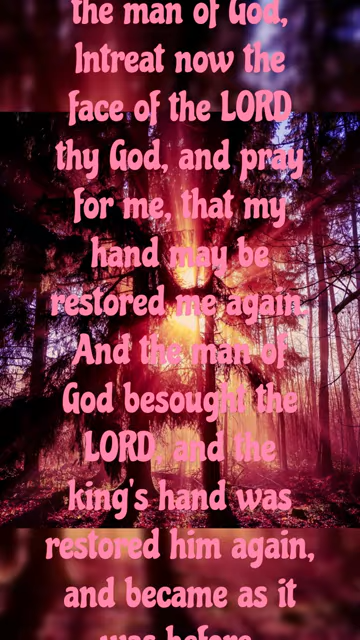 the man of God,
Intreat now the
face of the LORD
thy God, and pray
for me, that my
hand may be
restored me again.
And the man of
God besought the
LORD, and the
king's hand was
restored him again,
and became as it
was before